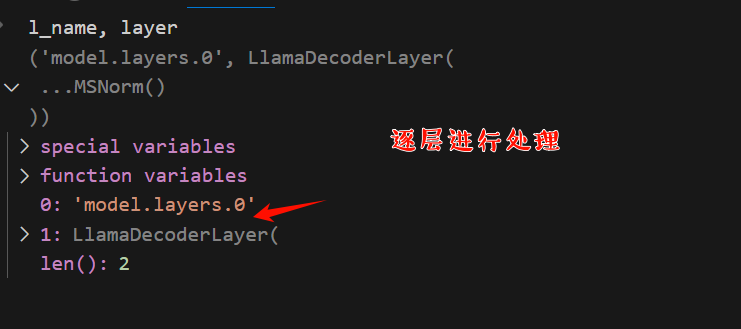 l_name, layer
('model.layers.0', LlamaDecoderLayer(
...MSNorm()
))
逐层进行处理
special variables
function variables
0: 'model.layers.0'
1: LlamaDecoderLayer(
len(): 2